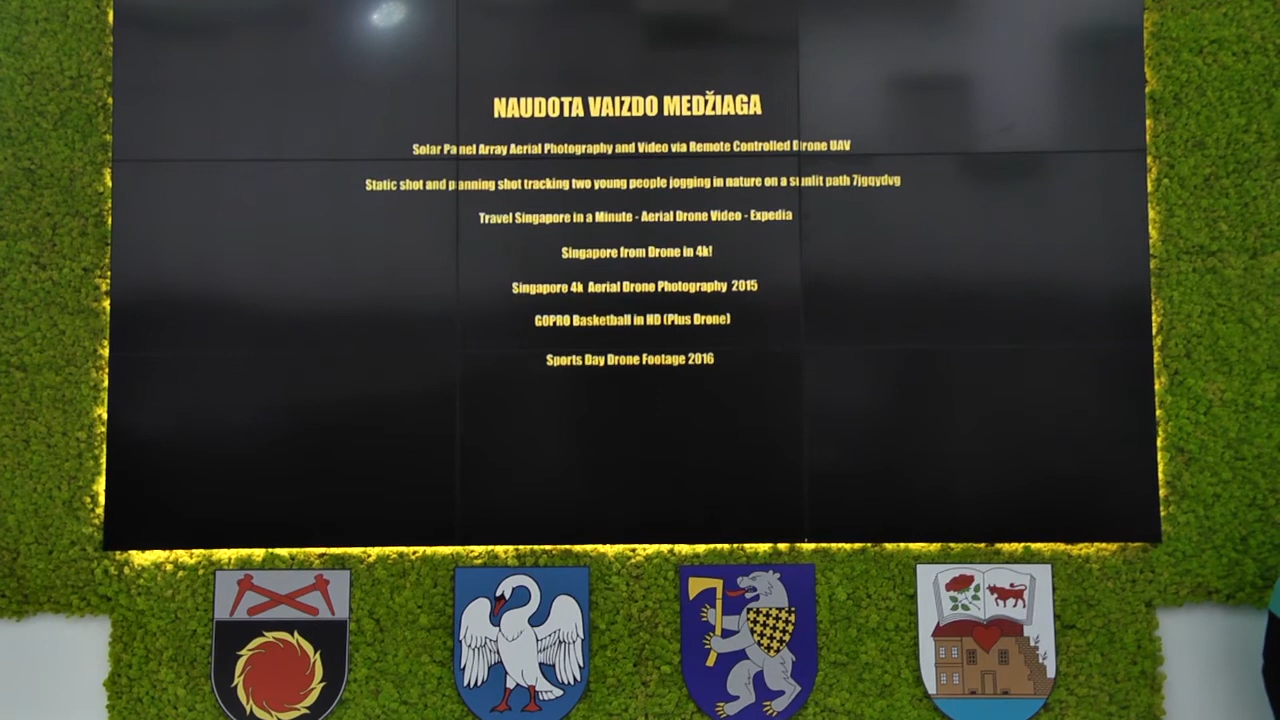 NAUDOTA VAIZDO MEDŽIAGA
Solar Panel Array Aerial Photography and Video via Remote Controlled Drone UAV
Static shot and planning shot tracking two young people jogging in nature on a sunlit path 7jgqydvg
Travel Singapore in a Minute - Aerial Drone Video - Expedia
Singapore from Drone in 4k!
Singapore 4k Aerial Drone Photography 2015
GOPRO Basketball in HD (Plus Drone)
Sports Day Drone Footage 2016